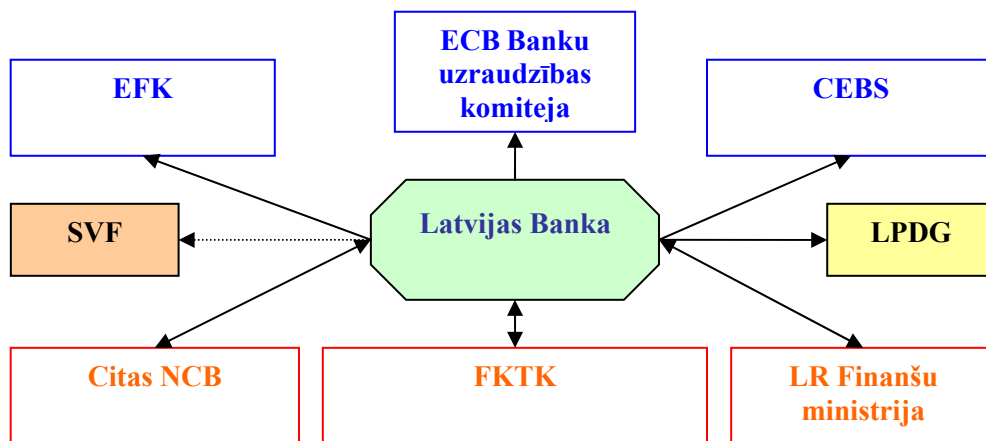 ECB Banku
uzraudzības
komiteja
EFK
CEBS
SVF
Latvijas Banka
LPDG
Citas NCB
FKTK
LR Finanšu
ministrija